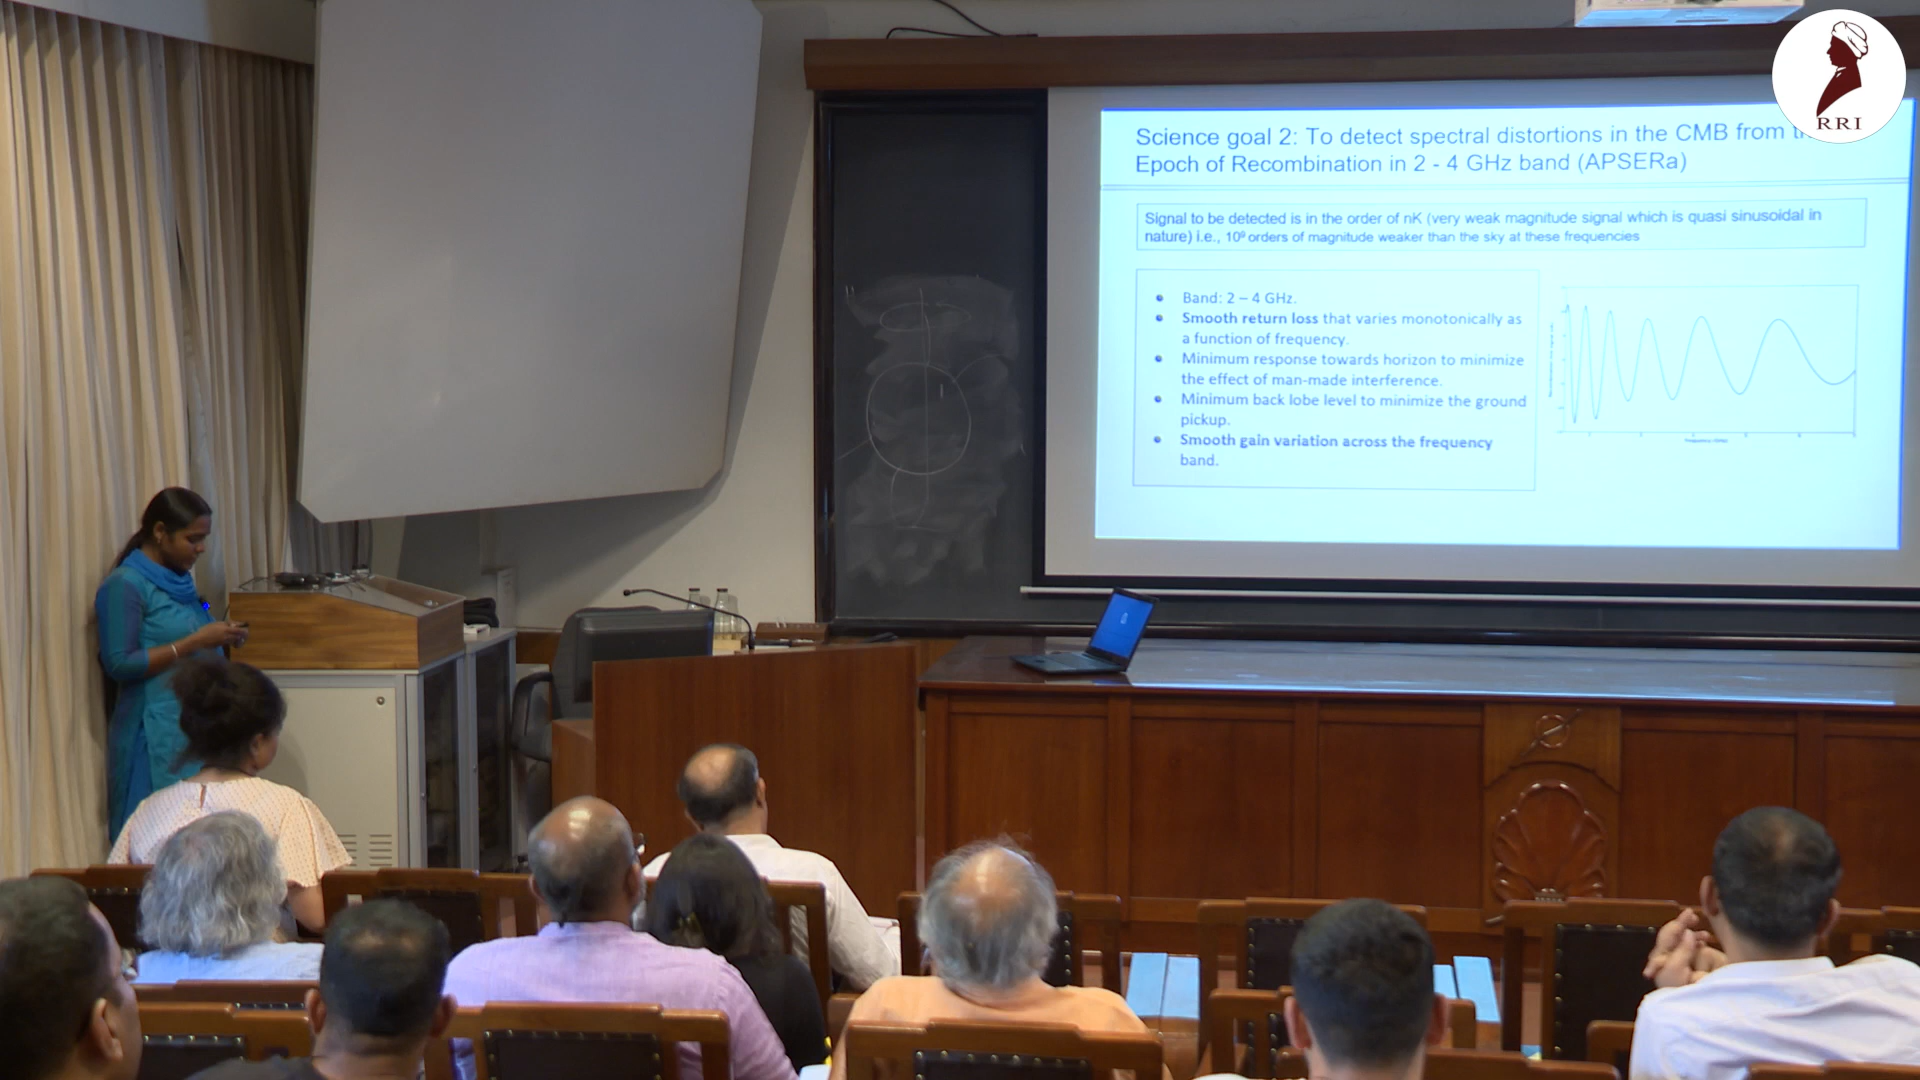 Science goal 2: To detect spectral distortions in the CMB from
Epoch of Recombination in 2 - 4 GHz band (APSERa)
Signal to be detected is in the order of nK (very weak magnitude signal which is quasi sinusoidal in
nature) i.e., 10⁹ orders of magnitude weaker than the sky at these frequencies
• Band: 2 – 4 GHz.
• Smooth return loss that varies monotonically as
a function of frequency.
• Minimum response towards horizon to minimize
the effect of man-made interference.
• Minimum back lobe level to minimize the ground
pickup.
• Smooth gain variation across the frequency
band.
RRI